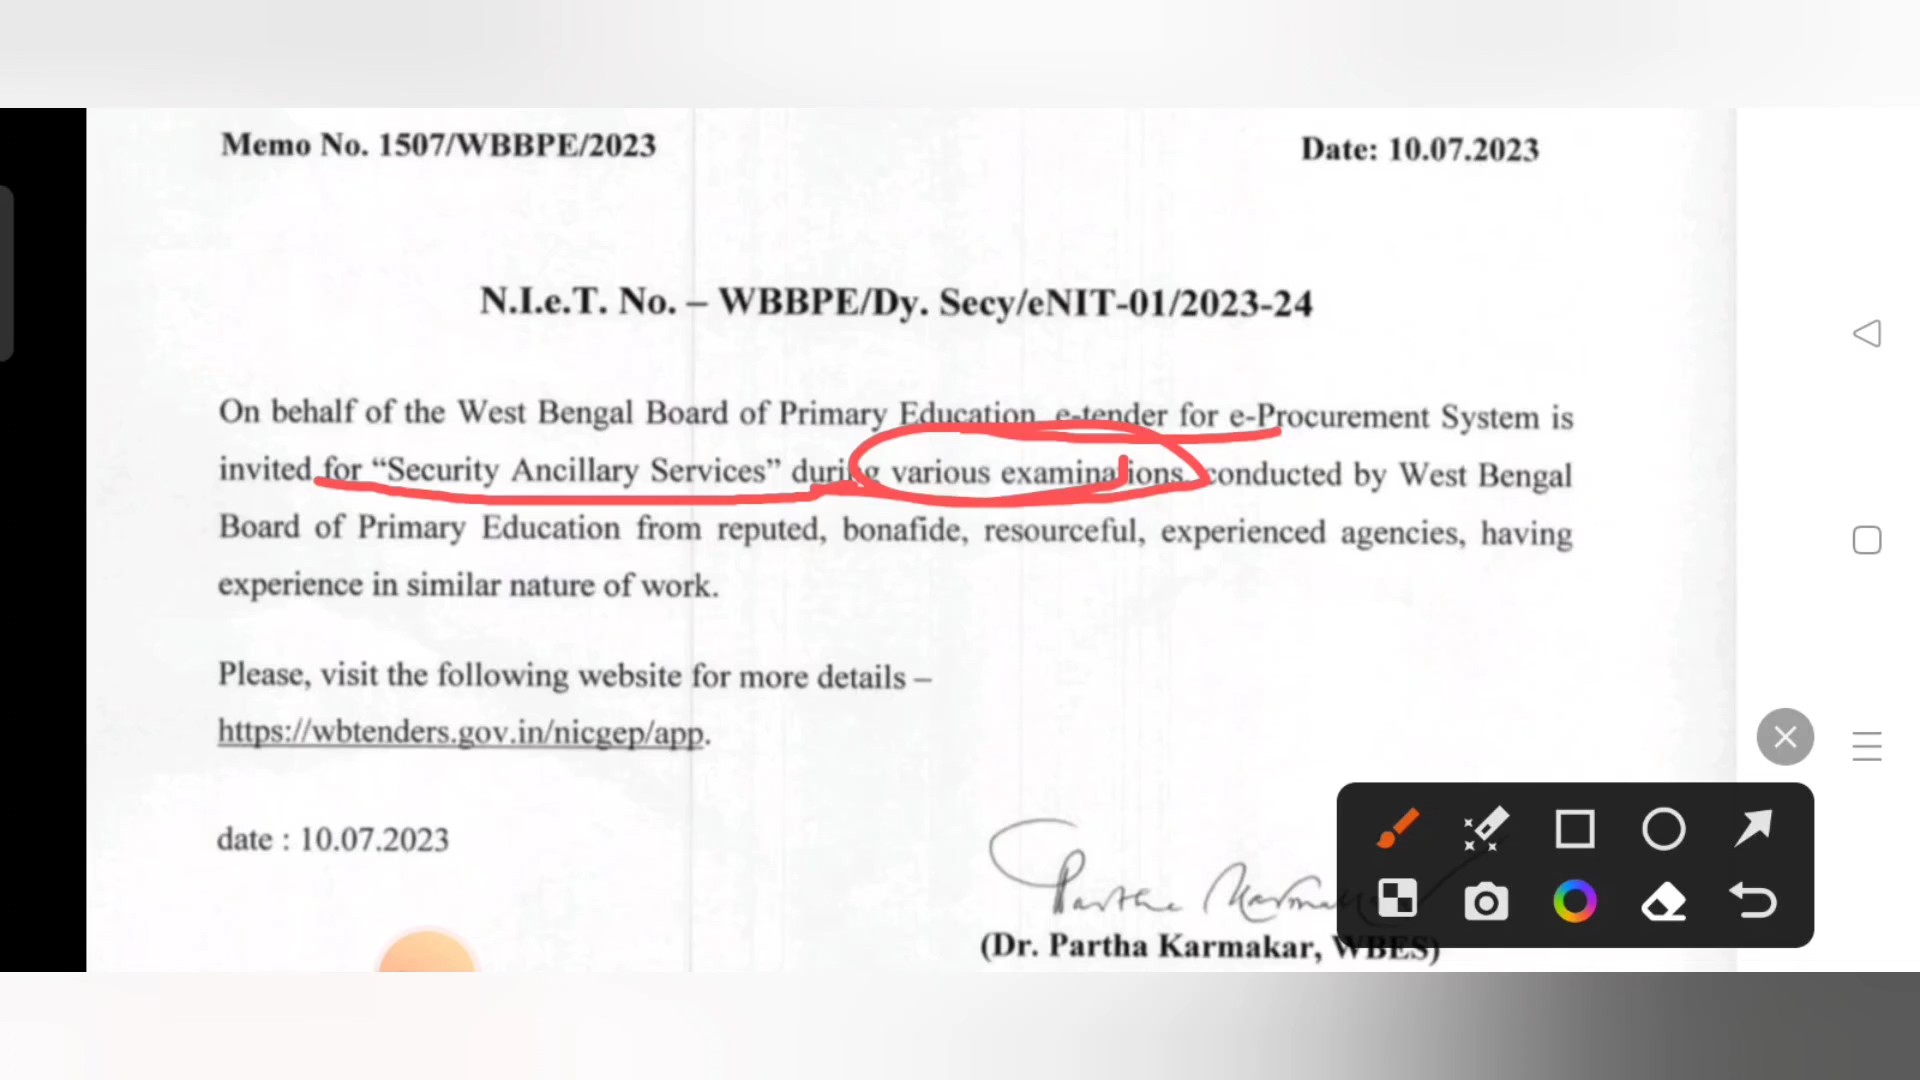 Memo No. 1507/WBBPE/2023
Date: 10.07.2023
N.I.e.T. No. – WBBPE/Dy. Secy/eNIT-01/2023-24
On behalf of the West Bengal Board of Primary Education, e-tender for e-Procurement System is
invited for “Security Ancillary Services” during various examinations, conducted by West Bengal
Board of Primary Education from reputed, bonafide, resourceful, experienced agencies, having
experience in similar nature of work.
Please, visit the following website for more details –
https://wbtenders.gov.in/nicgep/app.
date : 10.07.2023
Partha Karmakar
(Dr. Partha Karmakar, WBES)